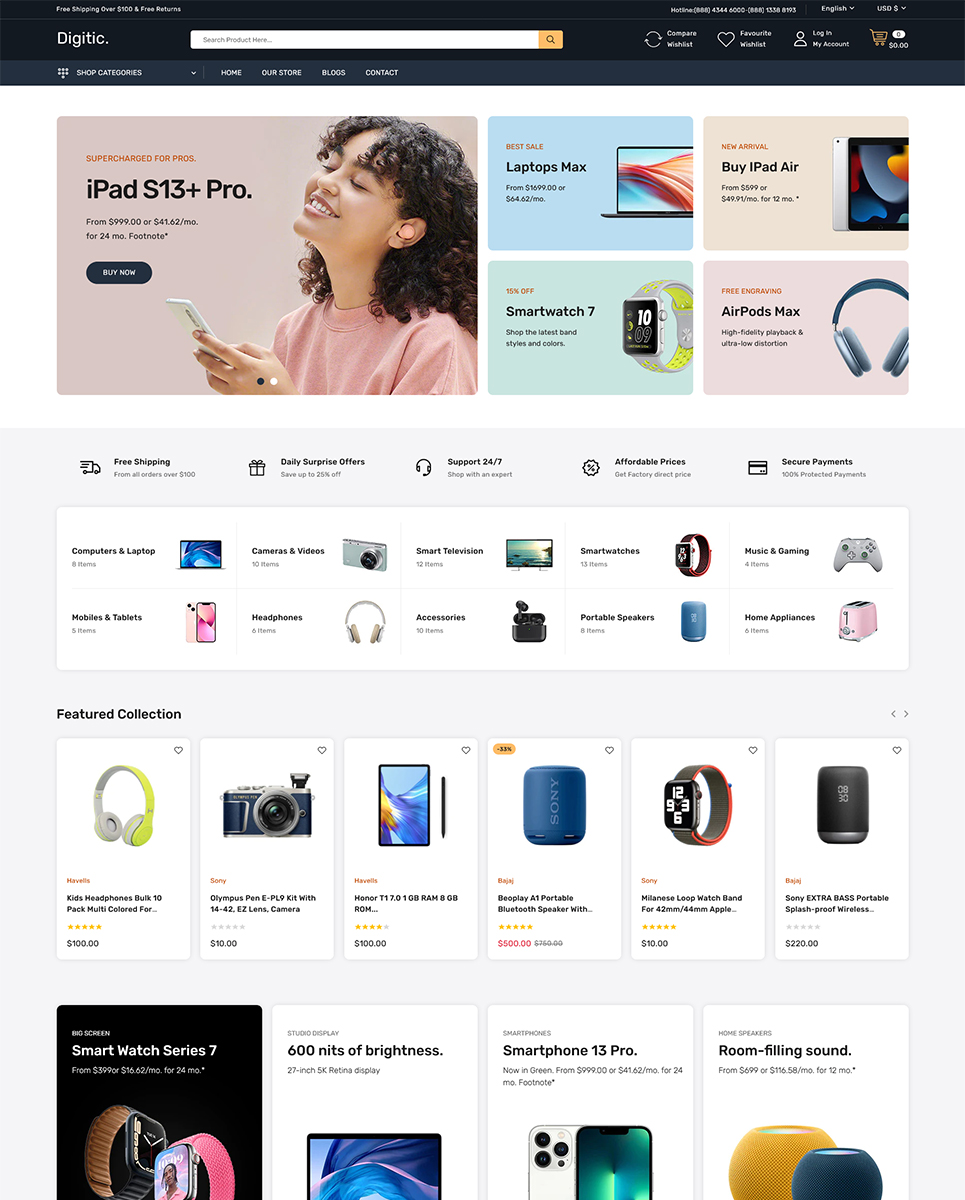 Free Shipping Over $100 & Free Returns
Hotline:(888) 4344 6000-(888) 1338 8193
English
USD $
Digitic.
Search Product Here...
Compare
Wishlist
Favourite
Wishlist
Log In
My Account
0
$0.00
SHOP CATEGORIES
HOME
OUR STORE
BLOGS
CONTACT
SUPERCHARGED FOR PROS.
iPad S13+ Pro.
From $999.00 or $41.62/mo.
for 24 mo. Footnote*
BUY NOW
BEST SALE
Laptops Max
From $1699.00 or
$64.62/mo.
NEW ARRIVAL
Buy IPad Air
From $599 or
$49.91/mo. for 12 mo. *
15% OFF
Smartwatch 7
Shop the latest band
styles and colors.
10
09
FREE ENGRAVING
AirPods Max
High-fidelity playback &
ultra-low distortion
Free Shipping
From all orders over $100
Daily Surprise Offers
Save up to 25% off
Support 24/7
Shop with an expert
Affordable Prices
Get Factory direct price
Secure Payments
100% Protected Payments
Computers & Laptop
8 Items
Cameras & Videos
10 Items
Smart Television
12 Items
Smartwatches
13 Items
Music & Gaming
4 Items
Mobiles & Tablets
5 Items
Headphones
6 Items
Accessories
10 Items
Portable Speakers
8 Items
Home Appliances
6 Items
Featured Collection
-33%
OLYMPUS PEN
SONY
12
3
9
6
08
30
Havells
Kids Headphones Bulk 10
Pack Multi Colored For...
$100.00
Sony
Olympus Pen E-PL9 Kit With
14-42, EZ Lens, Camera
$10.00
Havells
Honor T1 7.0 1 GB RAM 8 GB
ROM...
$100.00
Bajaj
Beoplay A1 Portable
Bluetooth Speaker With...
$500.00 $750.00
Sony
Milanese Loop Watch Band
For 42mm/44mm Apple...
$10.00
Bajaj
Sony EXTRA BASS Portable
Splash-proof Wireless...
$220.00
BIG SCREEN
Smart Watch Series 7
From $399or $16.62/mo. for 24 mo.*
STUDIO DISPLAY
600 nits of brightness.
27-inch 5K Retina display
SMARTPHONES
Smartphone 13 Pro.
Now in Green. From $999.00 or $41.62/mo. for 24
mo. Footnote*
HOME SPEAKERS
Room-filling sound.
From $699 or $116.58/mo. for 12 mo.*